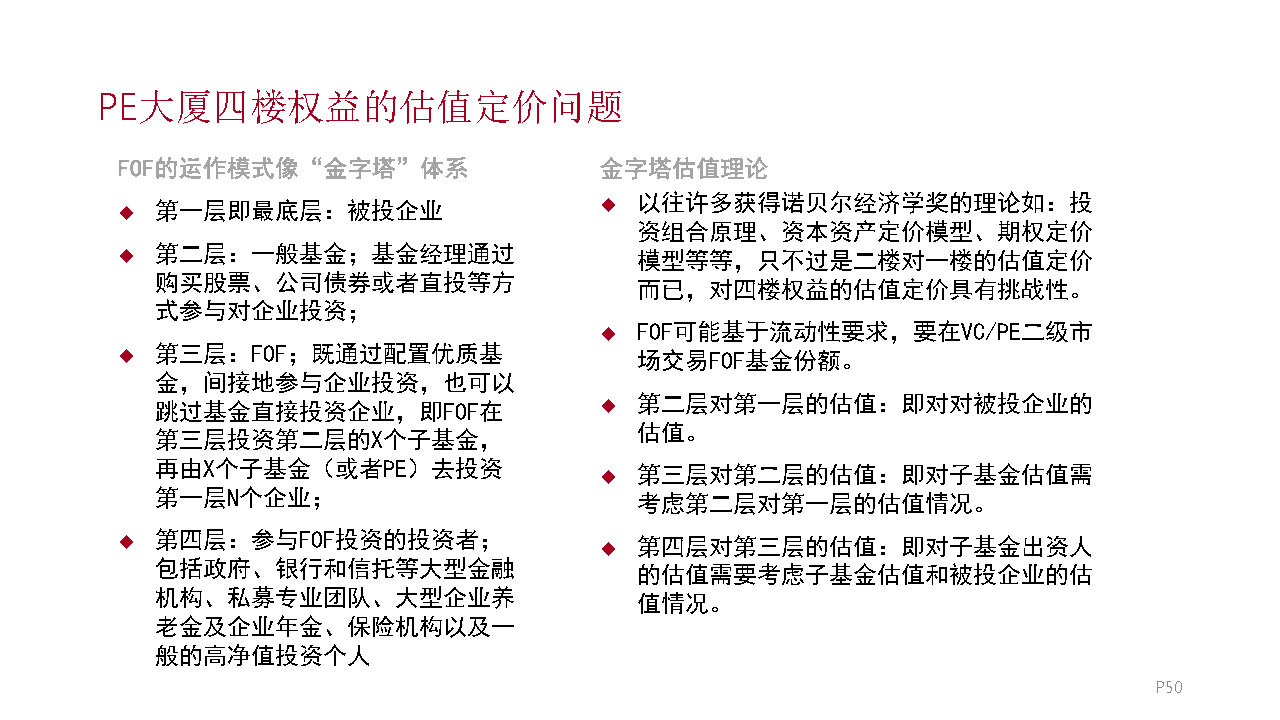 PE大厦四楼权益的估值定价问题
FOF的运作模式像“金字塔”体系
◆ 第一层即最底层：被投企业
◆ 第二层：一般基金；基金经理通过
购买股票、公司债券或者直投等方
式参与对企业投资；
◆ 第三层：FOF；既通过配置优质基
金，间接地参与企业投资，也可以
跳过基金直接投资企业，即FOF在
第三层投资第二层的X个子基金，
再由X个子基金（或者PE）去投资
第一层N个企业；
◆ 第四层：参与FOF投资的投资者；
包括政府、银行和信托等大型金融
机构、私募专业团队、大型企业养
老金及企业年金、保险机构以及一
般的高净值投资个人
金字塔估值理论
◆ 以往许多获得诺贝尔经济学奖的理论如：投
资组合原理、资本资产定价模型、期权定价
模型等等，只不过是二楼对一楼的估值定价
而已，对四楼权益的估值定价具有挑战性。
◆ FOF可能基于流动性要求，要在VC/PE二级市
场交易FOF基金份额。
◆ 第二层对第一层的估值：即对对被投企业的
估值。
◆ 第三层对第二层的估值：即对子基金估值需
考虑第二层对第一层的估值情况。
◆ 第四层对第三层的估值：即对子基金出资人
的估值需要考虑子基金估值和被投企业的估
值情况。
P50